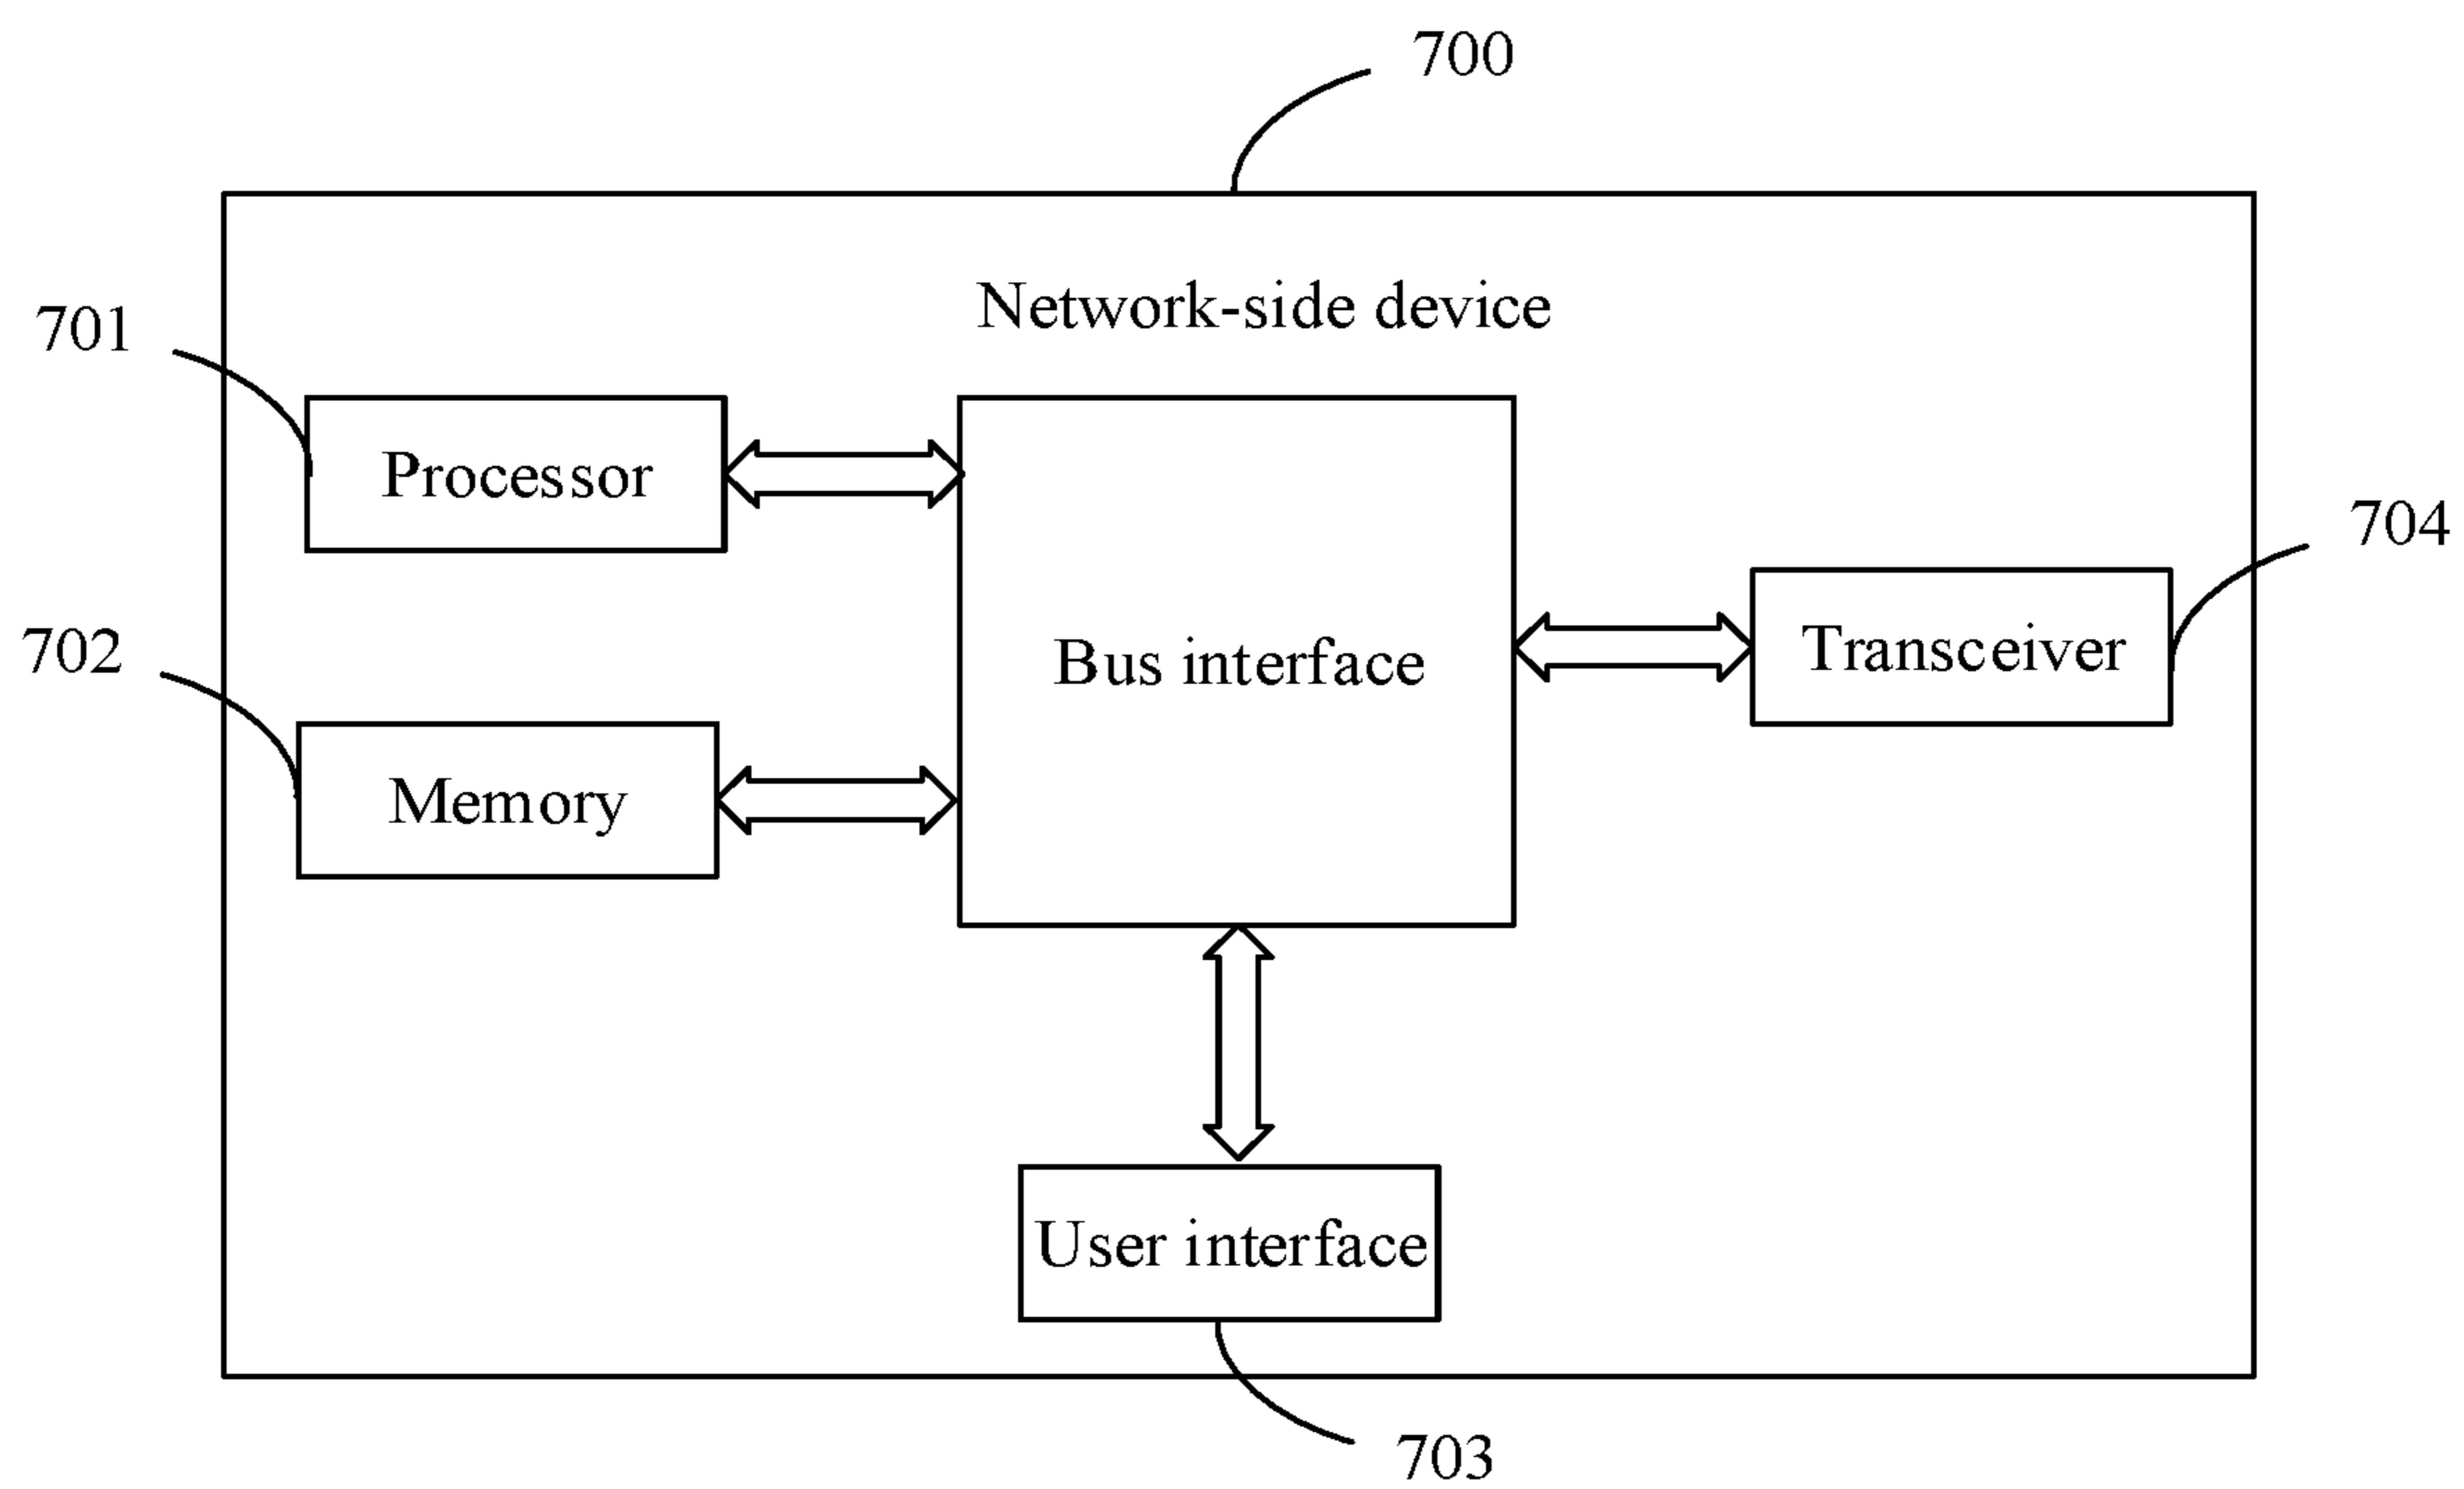 700
Network-side device
701
Processor
704
Bus interface
Transceiver
702
Memory
User interface
703